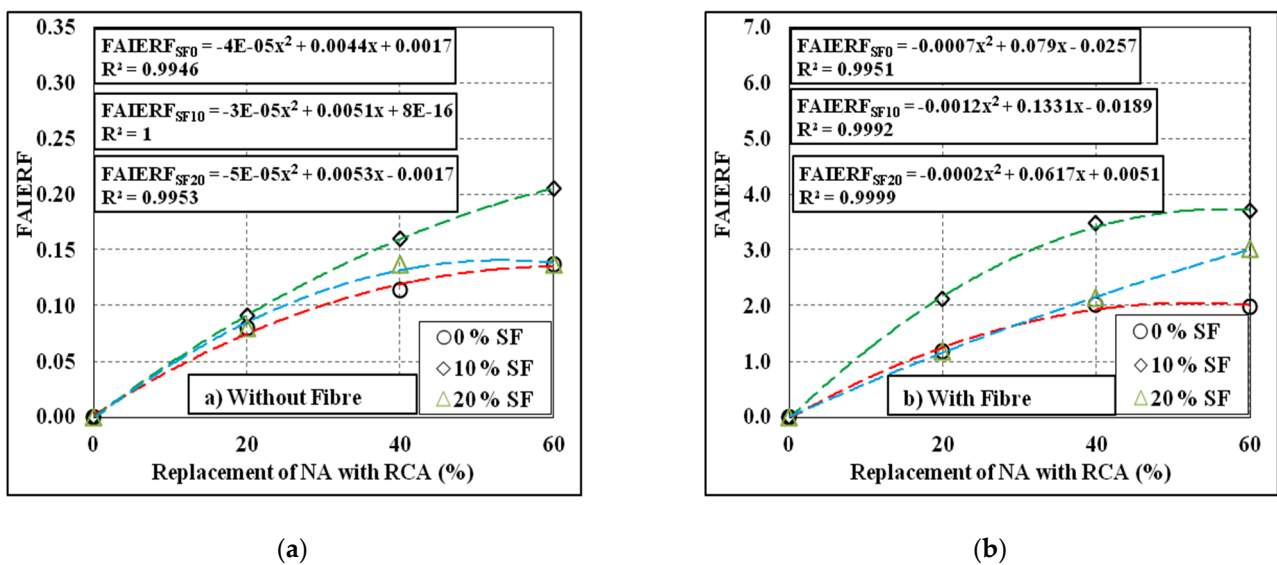 0.35
0.30
0.25
0.20
0.15
0.10
0.05
0.00
FAIERF
FAIERF_SF0 = -4E-05x² + 0.0044x + 0.0017
R² = 0.9946
FAIERF_SF10 = -3E-05x² + 0.0051x + 8E-16
R² = 1
FAIERF_SF20 = -5E-05x² + 0.0053x - 0.0017
R² = 0.9953
0 % SF
10 % SF
20 % SF
a) Without Fibre
0 20 40 60
Replacement of NA with RCA (%)
(a)
7.0
6.0
5.0
4.0
3.0
2.0
1.0
0.0
FAIERF
FAIERF_SF0 = -0.0007x² + 0.079x - 0.0257
R² = 0.9951
FAIERF_SF10 = -0.0012x² + 0.1331x - 0.0189
R² = 0.9992
FAIERF_SF20 = -0.0002x² + 0.0617x + 0.0051
R² = 0.9999
0 % SF
10 % SF
20 % SF
b) With Fibre
0 20 40 60
Replacement of NA with RCA (%)
(b)